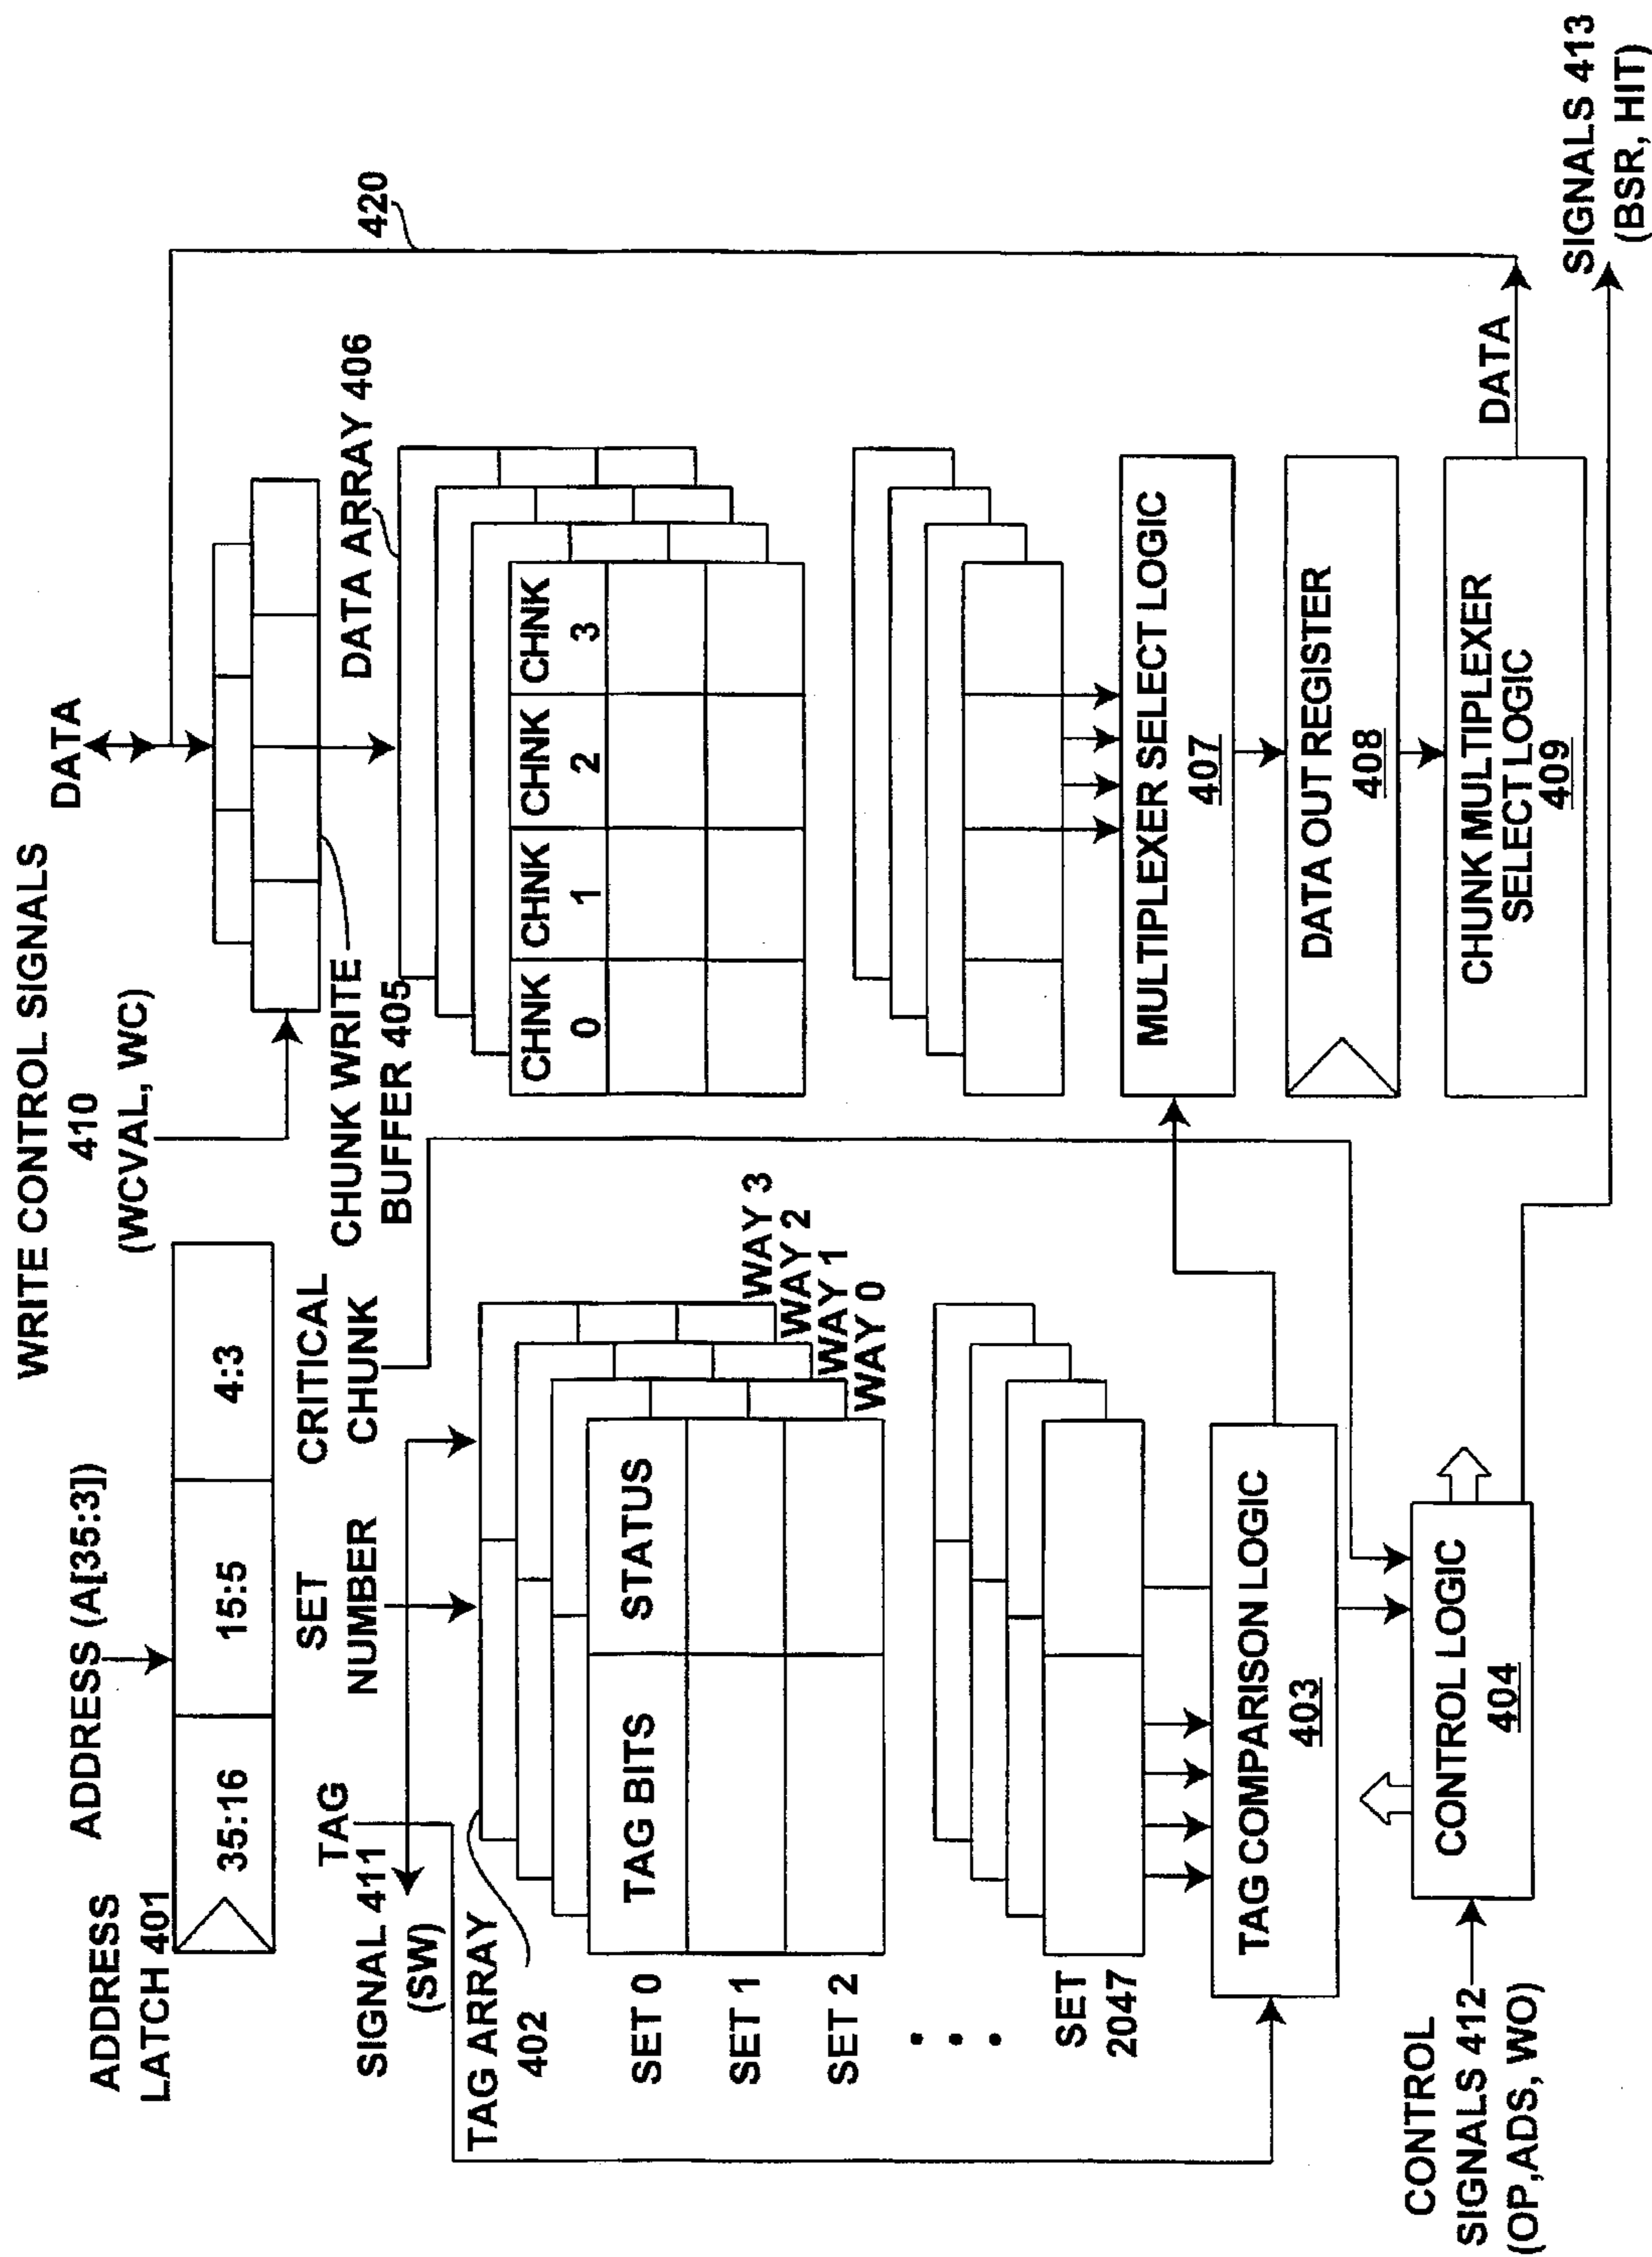 WRITE CONTROL SIGNALS
410
(WCVAL, WC)
DATA
ADDRESS (A[35:3])
ADDRESS
LATCH 401
35:16
15:5
4:3
CHUNK WRITE
BUFFER 405
DATA ARRAY 406
420
TAG
SET
NUMBER
CRITICAL
CHUNK
SIGNAL 411
(SW)
TAG ARRAY
402
TAG BITS
STATUS
WAY 3
WAY 2
WAY 1
WAY 0
SET 0
SET 1
SET 2
• • •
SET
2047
CHNK
0
CHNK
1
CHNK
2
CHNK
3
TAG COMPARISON LOGIC
403
CONTROL LOGIC
404
CONTROL
SIGNALS 412
(OP,ADS, WO)
MULTIPLEXER SELECT LOGIC
407
DATA OUT REGISTER
408
CHUNK MULTIPLEXER
SELECT LOGIC
409
DATA
SIGNALS 413
(BSR, HIT)